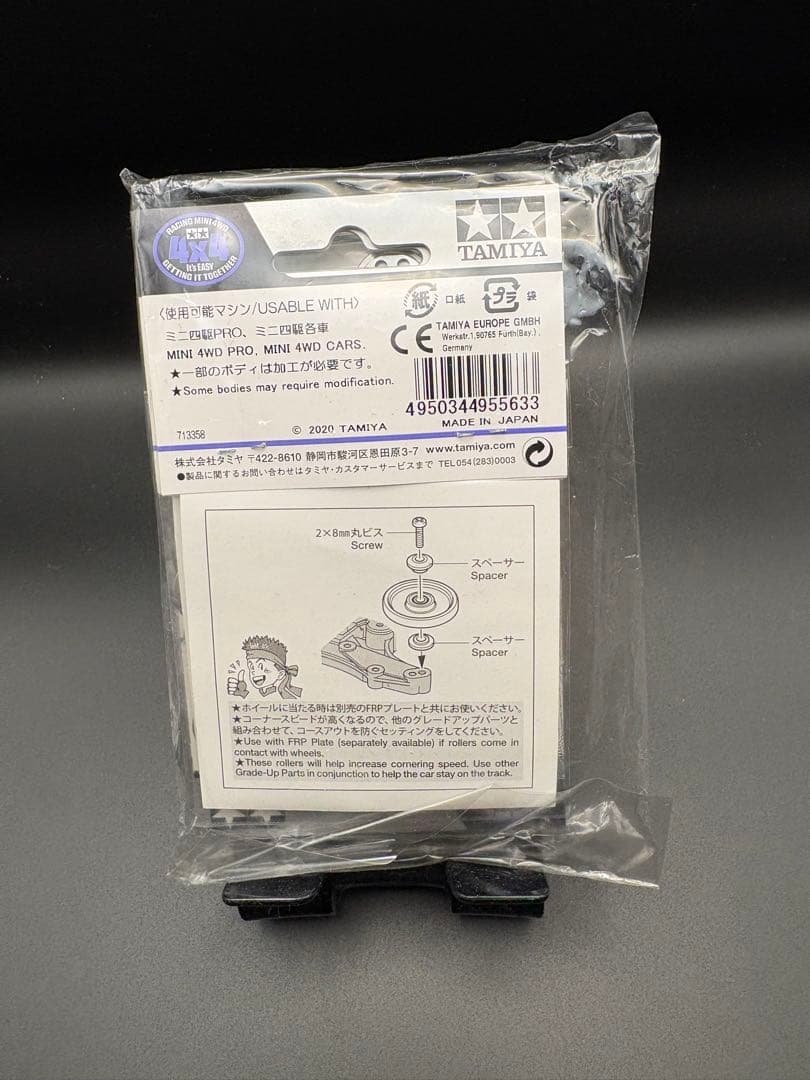 RACING MINI 4WD
4x4
It's EASY
GETTING IT TOGETHER
TAMIYA
〈使用可能マシン/USABLE WITH〉
ミニ四駆PRO、ミニ四駆各車
MINI 4WD PRO, MINI 4WD CARS.
★一部のボディは加工が必要です。
★Some bodies may require modification.
紙 口紙 プラ 袋
CE TAMIYA EUROPE GMBH
Werkstr.1,90765 Fürth(Bay.),
Germany
4950344955633
MADE IN JAPAN
713358
© 2020 TAMIYA
株式会社タミヤ 〒422-8610 静岡市駿河区恩田原3-7 www.tamiya.com
●製品に関するお問い合わせはタミヤ・カスタマーサービスまで TEL054(283)0003
2×8mm丸ビス
Screw
スペーサー
Spacer
スペーサー
Spacer
★ホイールに当たる時は別売のFRPプレートと共にお使いください。
★コーナースピードが高くなるので、他のグレードアップパーツと
組み合わせて、コースアウトを防ぐセッティングをしてください。
★Use with FRP Plate (separately available) if rollers come in
contact with wheels.
★These rollers will help increase cornering speed. Use other
Grade-Up Parts in conjunction to help the car stay on the track.